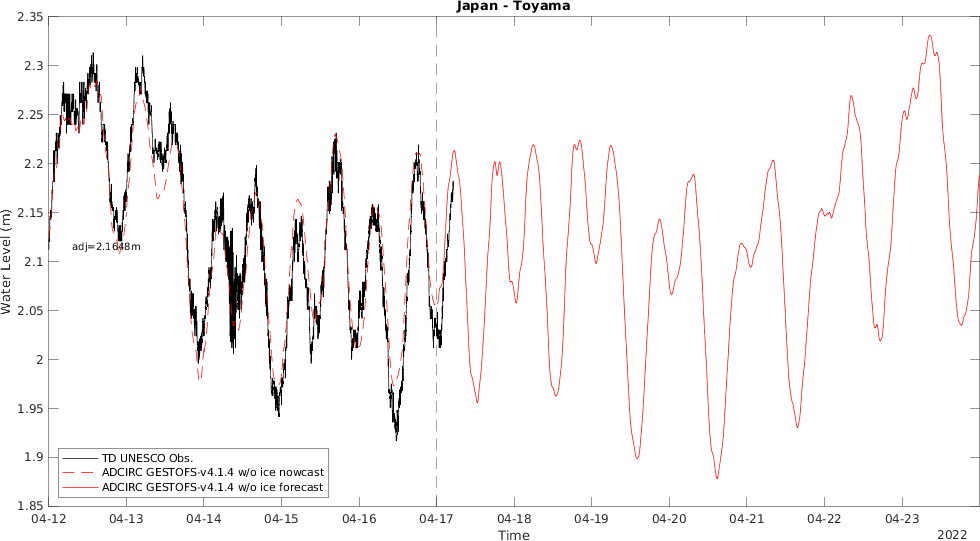 Japan - Toyama
2.35
2.3
2.25
2.2
2.15
2.1
2.05
2
1.95
1.9
1.85
Water Level (m)
adj=2.1648m
TD UNESCO Obs.
ADCIRC GESTOFS-v4.1.4 w/o ice nowcast
ADCIRC GESTOFS-v4.1.4 w/o ice forecast
04-12 04-13 04-14 04-15 04-16 04-17 04-18 04-19 04-20 04-21 04-22 04-23
Time
2022